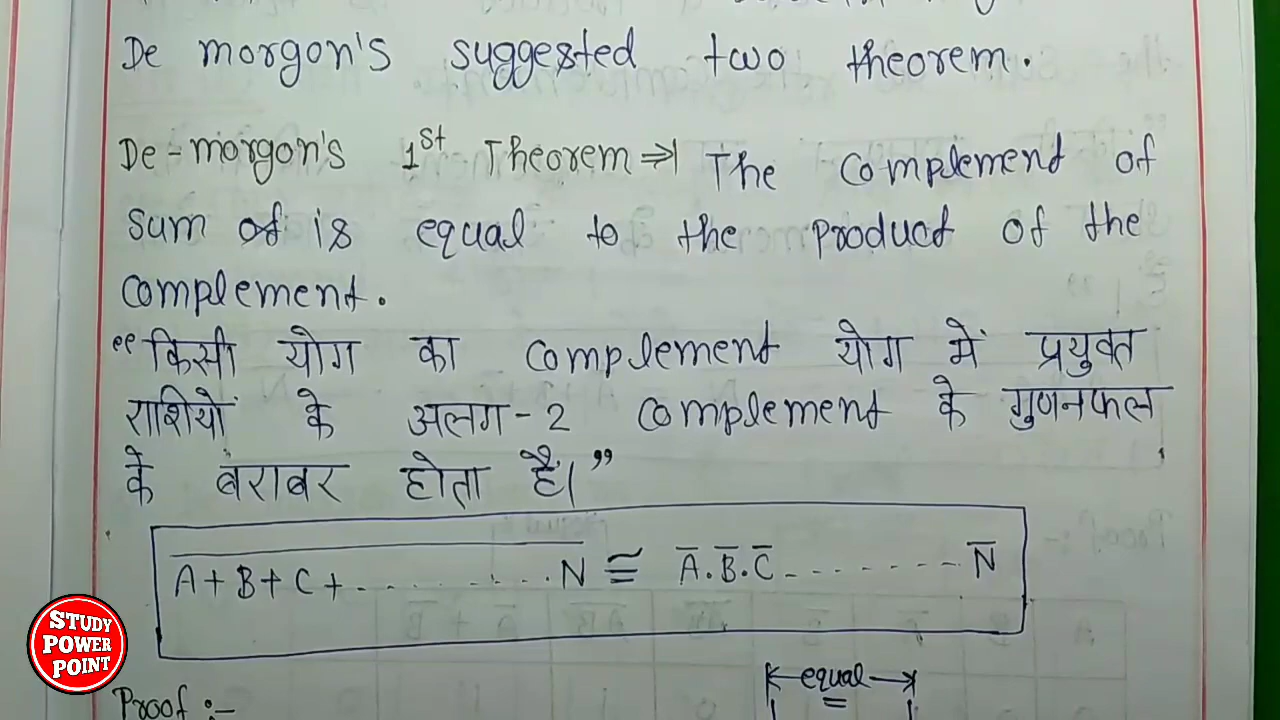 De morgon's suggested two theorem.
De-morgon's 1st Theorem ⇒ The Complement of
sum of is equal to the product of the
complement.
“किसी योग का Complement योग में प्रयुक्त
राशियों के अलग-2 Complement के गुणनफल
के बराबर होता है।”
A̅+̅B̅+̅C̅+̅.̅.̅.̅.̅.̅.̅.̅.̅.̅N̅ ≅ A̅.B̅.C̅.......N̅
STUDY
POWER
POINT
equal
Proof :-